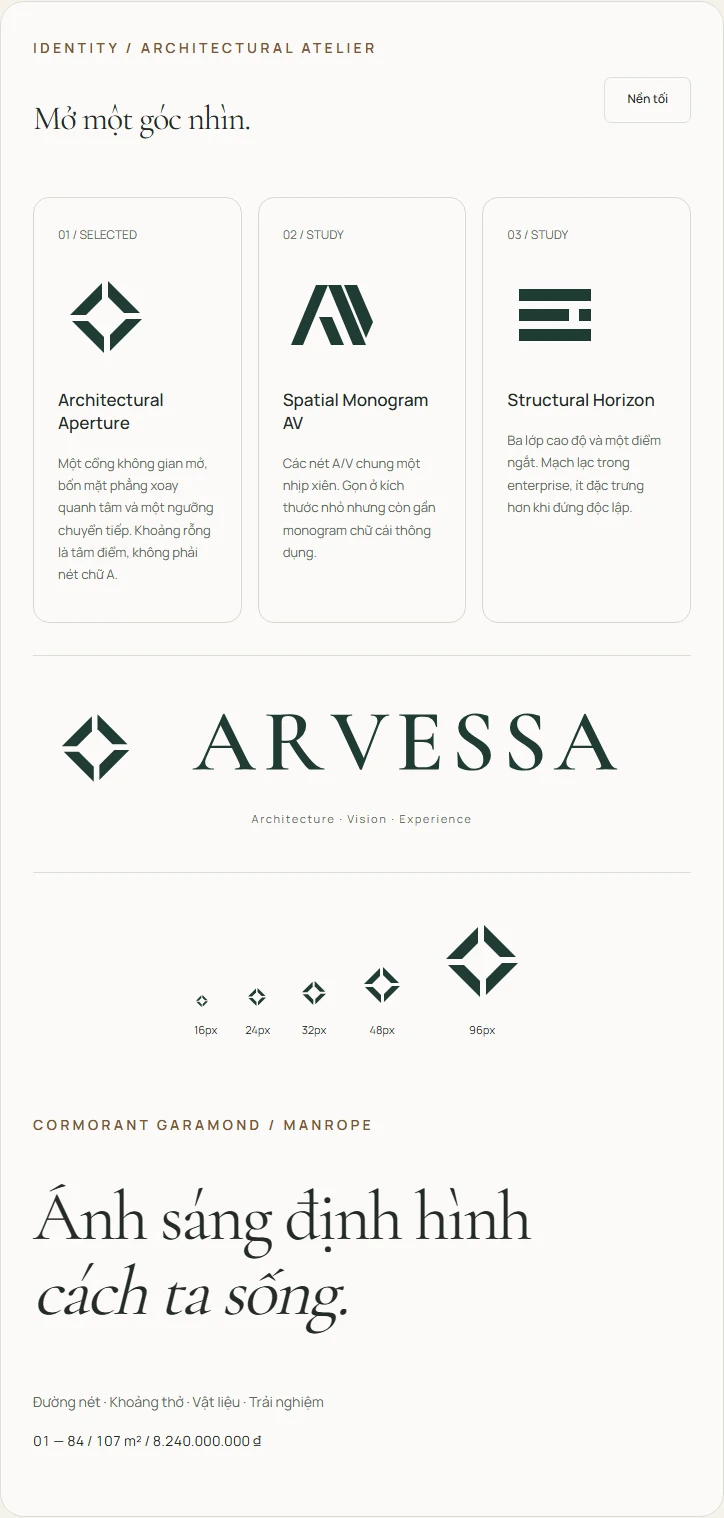 IDENTITY / ARCHITECTURAL ATELIER
Mở một góc nhìn.
Nền tối
01 / SELECTED
Architectural
Aperture
Một cổng không gian mở,
bốn mặt phẳng xoay
quanh tâm và một ngưỡng
chuyển tiếp. Khoảng rỗng
là tâm điểm, không phải
nét chữ A.
02 / STUDY
Spatial Monogram
AV
Các nét A/V chung một
nhịp xiên. Gọn ở kích
thước nhỏ nhưng còn gần
monogram chữ cái thông
dụng.
03 / STUDY
Structural Horizon
Ba lớp cao độ và một điểm
ngắt. Mạch lạc trong
enterprise, ít đặc trưng
hơn khi đứng độc lập.
ARVESSA
Architecture · Vision · Experience
16px
24px
32px
48px
96px
CORMORANT GARAMOND / MANROPE
Ánh sáng định hình
cách ta sống.
Đường nét · Khoảng thở · Vật liệu · Trải nghiệm
01 — 84 / 107 m² / 8.240.000.000 ₫